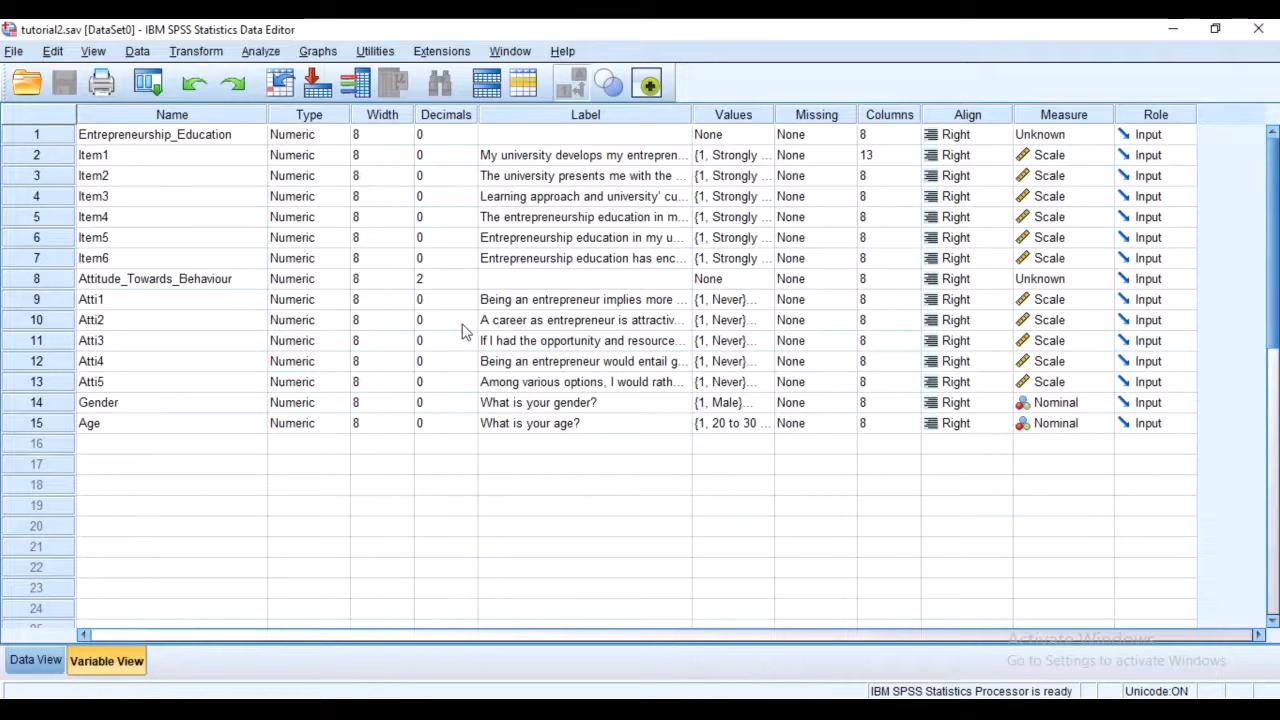 tutorial2.sav [DataSet0] - IBM SPSS Statistics Data Editor
File Edit View Data Transform Analyze Graphs Utilities Extensions Window Help
Name Type Width Decimals Label Values Missing Columns Align Measure Role
1 Entrepreneurship_Education Numeric 8 0 None None 8 Right Unknown Input
2 Item1 Numeric 8 0 My university develops my entrepren... {1, Strongly ... None 13 Right Scale Input
3 Item2 Numeric 8 0 The university presents me with the ... {1, Strongly ... None 8 Right Scale Input
4 Item3 Numeric 8 0 Learning approach and university' cu... {1, Strongly ... None 8 Right Scale Input
5 Item4 Numeric 8 0 The entrepreneurship education in m... {1, Strongly ... None 8 Right Scale Input
6 Item5 Numeric 8 0 Entrepreneurship education in my u... {1, Strongly ... None 8 Right Scale Input
7 Item6 Numeric 8 0 Entrepreneurship education has enc... {1, Strongly ... None 8 Right Scale Input
8 Attitude_Towards_Behaviour Numeric 8 2 None None 8 Right Unknown Input
9 Atti1 Numeric 8 0 Being an entrepreneur implies more ... {1, Never}... None 8 Right Scale Input
10 Atti2 Numeric 8 0 A career as entrepreneur is attractiv... {1, Never}... None 8 Right Scale Input
11 Atti3 Numeric 8 0 If I had the opportunity and resource... {1, Never}... None 8 Right Scale Input
12 Atti4 Numeric 8 0 Being an entrepreneur would entail g... {1, Never}... None 8 Right Scale Input
13 Atti5 Numeric 8 0 Among various options, I would rath... {1, Never}... None 8 Right Scale Input
14 Gender Numeric 8 0 What is your gender? {1, Male}... None 8 Right Nominal Input
15 Age Numeric 8 0 What is your age? {1, 20 to 30 ... None 8 Right Nominal Input
16
17
18
19
20
21
22
23
24
Activate Windows
Go to Settings to activate Windows.
Data View Variable View
IBM SPSS Statistics Processor is ready Unicode:ON